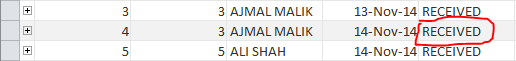 3 3 AJMAL MALIK 13-Nov-14 RECEIVED
4 3 AJMAL MALIK 14-Nov-14 RECEIVED
5 5 ALI SHAH 14-Nov-14 RECEIVED